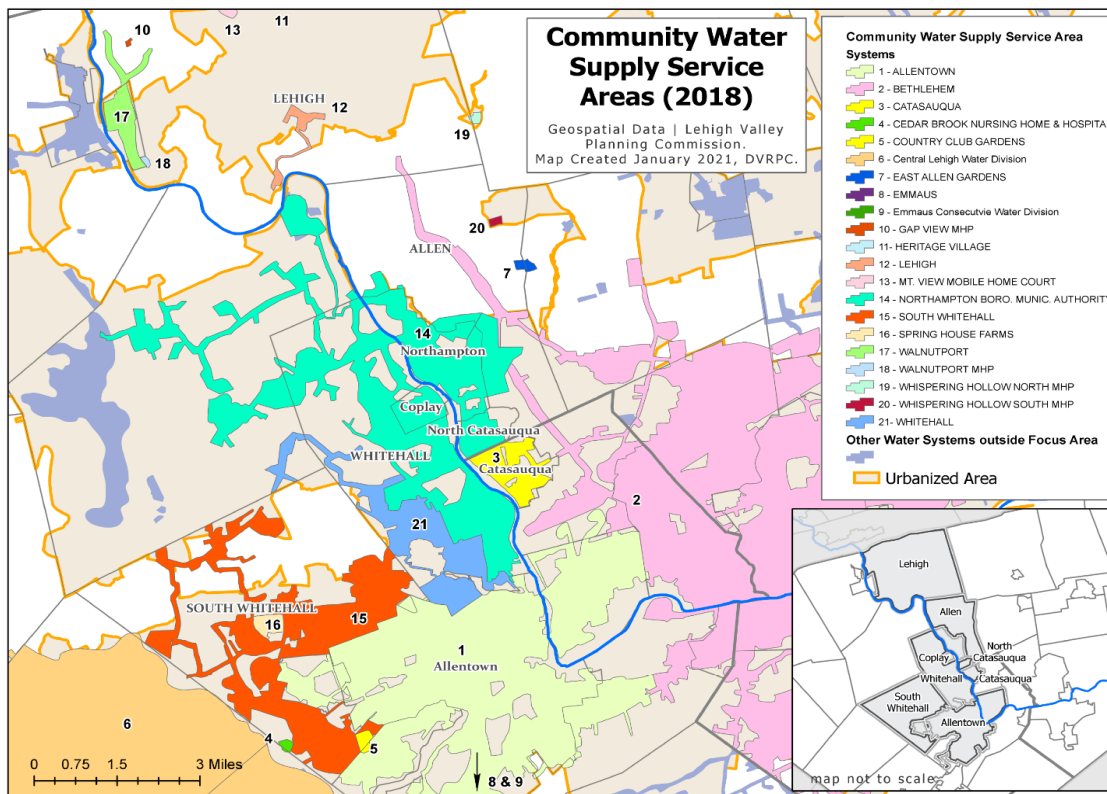 Community Water
Supply Service
Areas (2018)
Geospatial Data | Lehigh Valley
Planning Commission.
Map Created January 2021, DVRPC.
Community Water Supply Service Area
Systems
1 - ALLENTOWN
2 - BETHLEHEM
3 - CATASAUQUA
4 - CEDAR BROOK NURSING HOME & HOSPITA
5 - COUNTRY CLUB GARDENS
6 - Central Lehigh Water Division
7 - EAST ALLEN GARDENS
8 - EMMAUS
9 - Emmaus Consecutvie Water Division
10 - GAP VIEW MHP
11 - HERITAGE VILLAGE
12 - LEHIGH
13 - MT. VIEW MOBILE HOME COURT
14 - NORTHAMPTON BORO. MUNIC. AUTHORITY
15 - SOUTH WHITEHALL
16 - SPRING HOUSE FARMS
17 - WALNUTPORT
18 - WALNUTPORT MHP
19 - WHISPERING HOLLOW NORTH MHP
20 - WHISPERING HOLLOW SOUTH MHP
21- WHITEHALL
Other Water Systems outside Focus Area
Urbanized Area
10
13
11
LEHIGH
12
17
18
19
20
ALLEN
7
14
Northampton
Coplay
North Catasauqua
WHITEHALL
3
Catasauqua
2
21
SOUTH WHITEHALL
16
15
1
Allentown
6
4
5
8 & 9
0 0.75 1.5 3 Miles
Lehigh
Allen
North
Catasauqua
Coplay
Catasauqua
Whitehall
South
Whitehall
Allentown
map not to scale